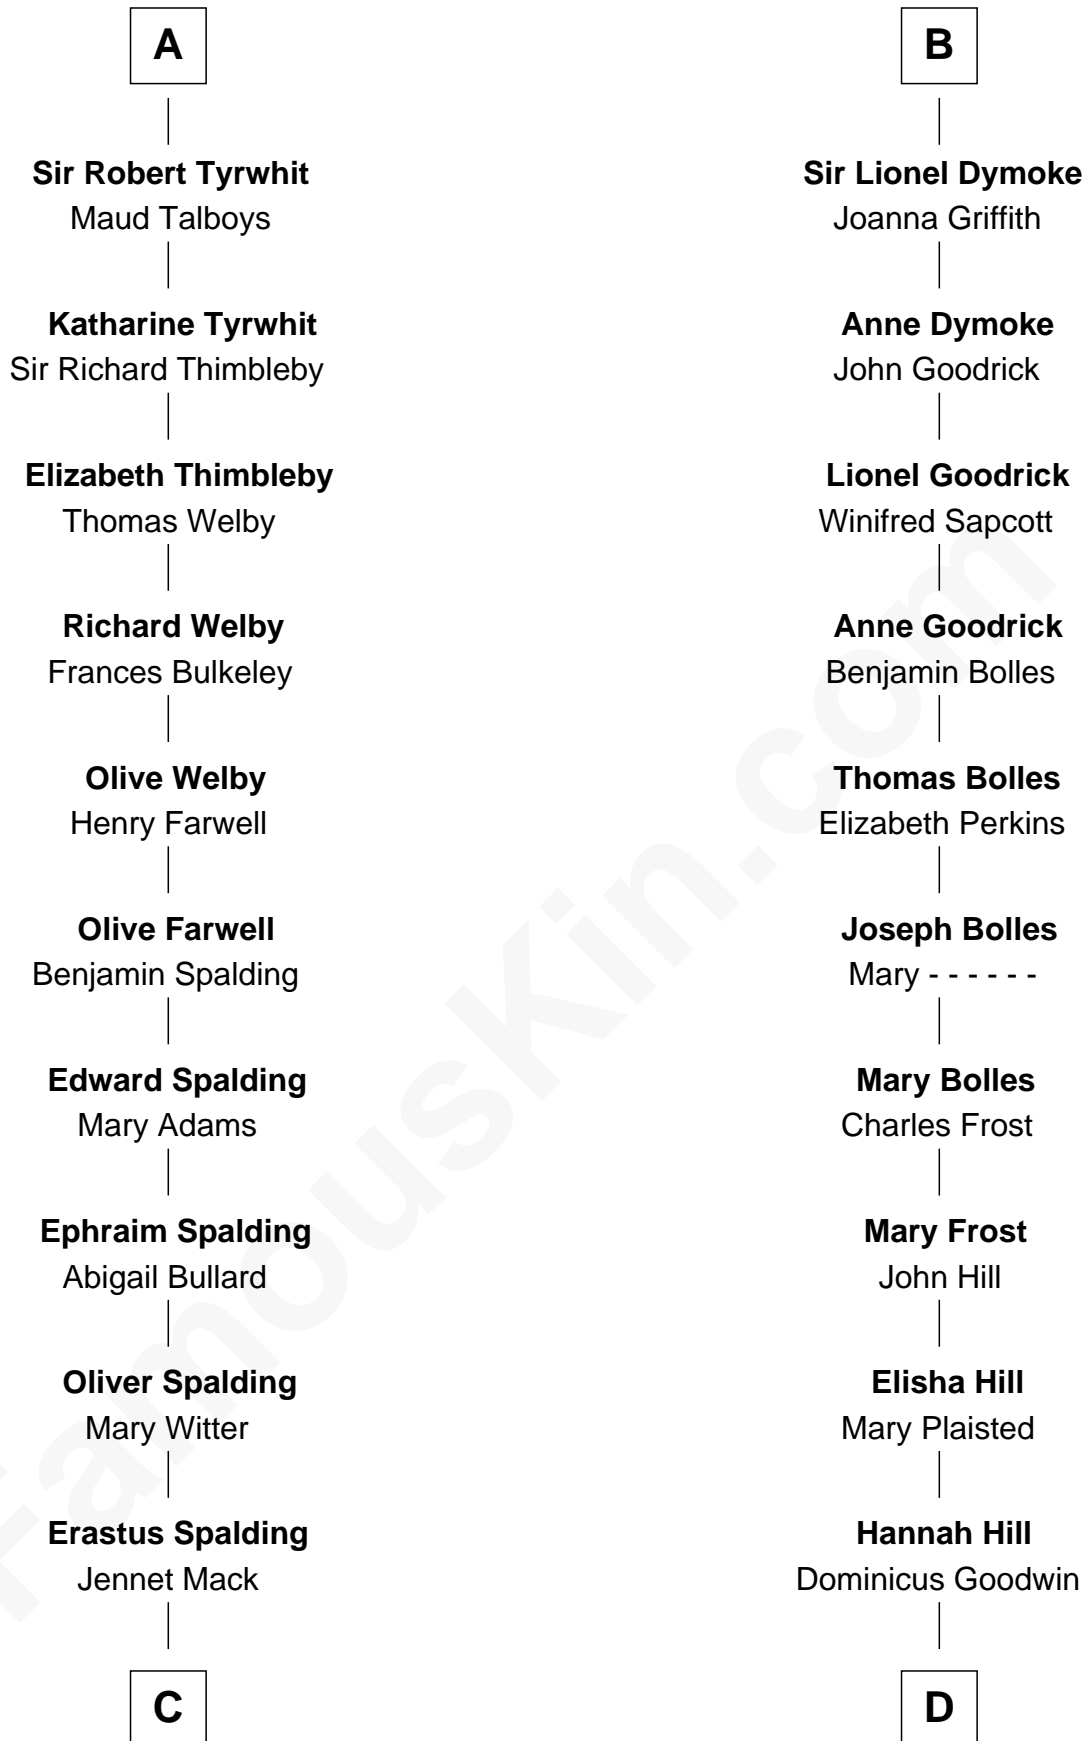 A
Sir Robert Tyrwhit
Maud Talboys
Katharine Tyrwhit
Sir Richard Thimbleby
Elizabeth Thimbleby
Thomas Welby
Richard Welby
Frances Bulkeley
Olive Welby
Henry Farwell
Olive Farwell
Benjamin Spalding
Edward Spalding
Mary Adams
Ephraim Spalding
Abigail Bullard
Oliver Spalding
Mary Witter
Erastus Spalding
Jennet Mack
C
B
Sir Lionel Dymoke
Joanna Griffith
Anne Dymoke
John Goodrick
Lionel Goodrick
Winifred Sapcott
Anne Goodrick
Benjamin Bolles
Thomas Bolles
Elizabeth Perkins
Joseph Bolles
Mary - - - - - -
Mary Bolles
Charles Frost
Mary Frost
John Hill
Elisha Hill
Mary Plaisted
Hannah Hill
Dominicus Goodwin
D
FamousKin.com